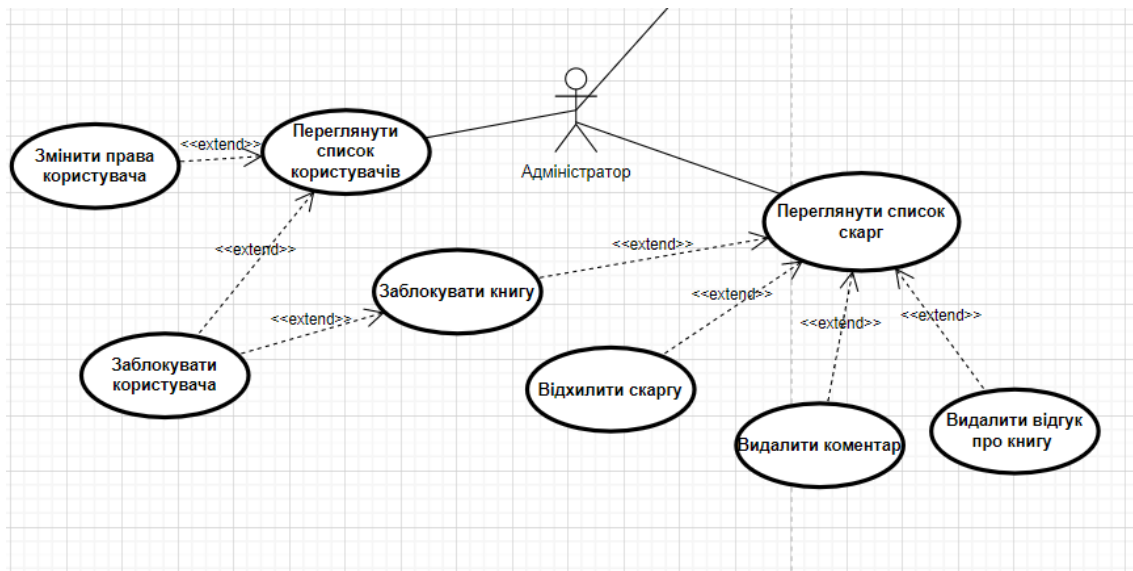 Переглянути
список
користувачів
<<extend>>
Змінити права
користувача
Адміністратор
Переглянути список
скарг
<<extend>>
<<extend>>
Заблокувати книгу
<<extend>>
<<extend>>
<<extend>>
<<extend>>
Заблокувати
користувача
Відхилити скаргу
Видалити коментар
Видалити відгук
про книгу
<<extend>>